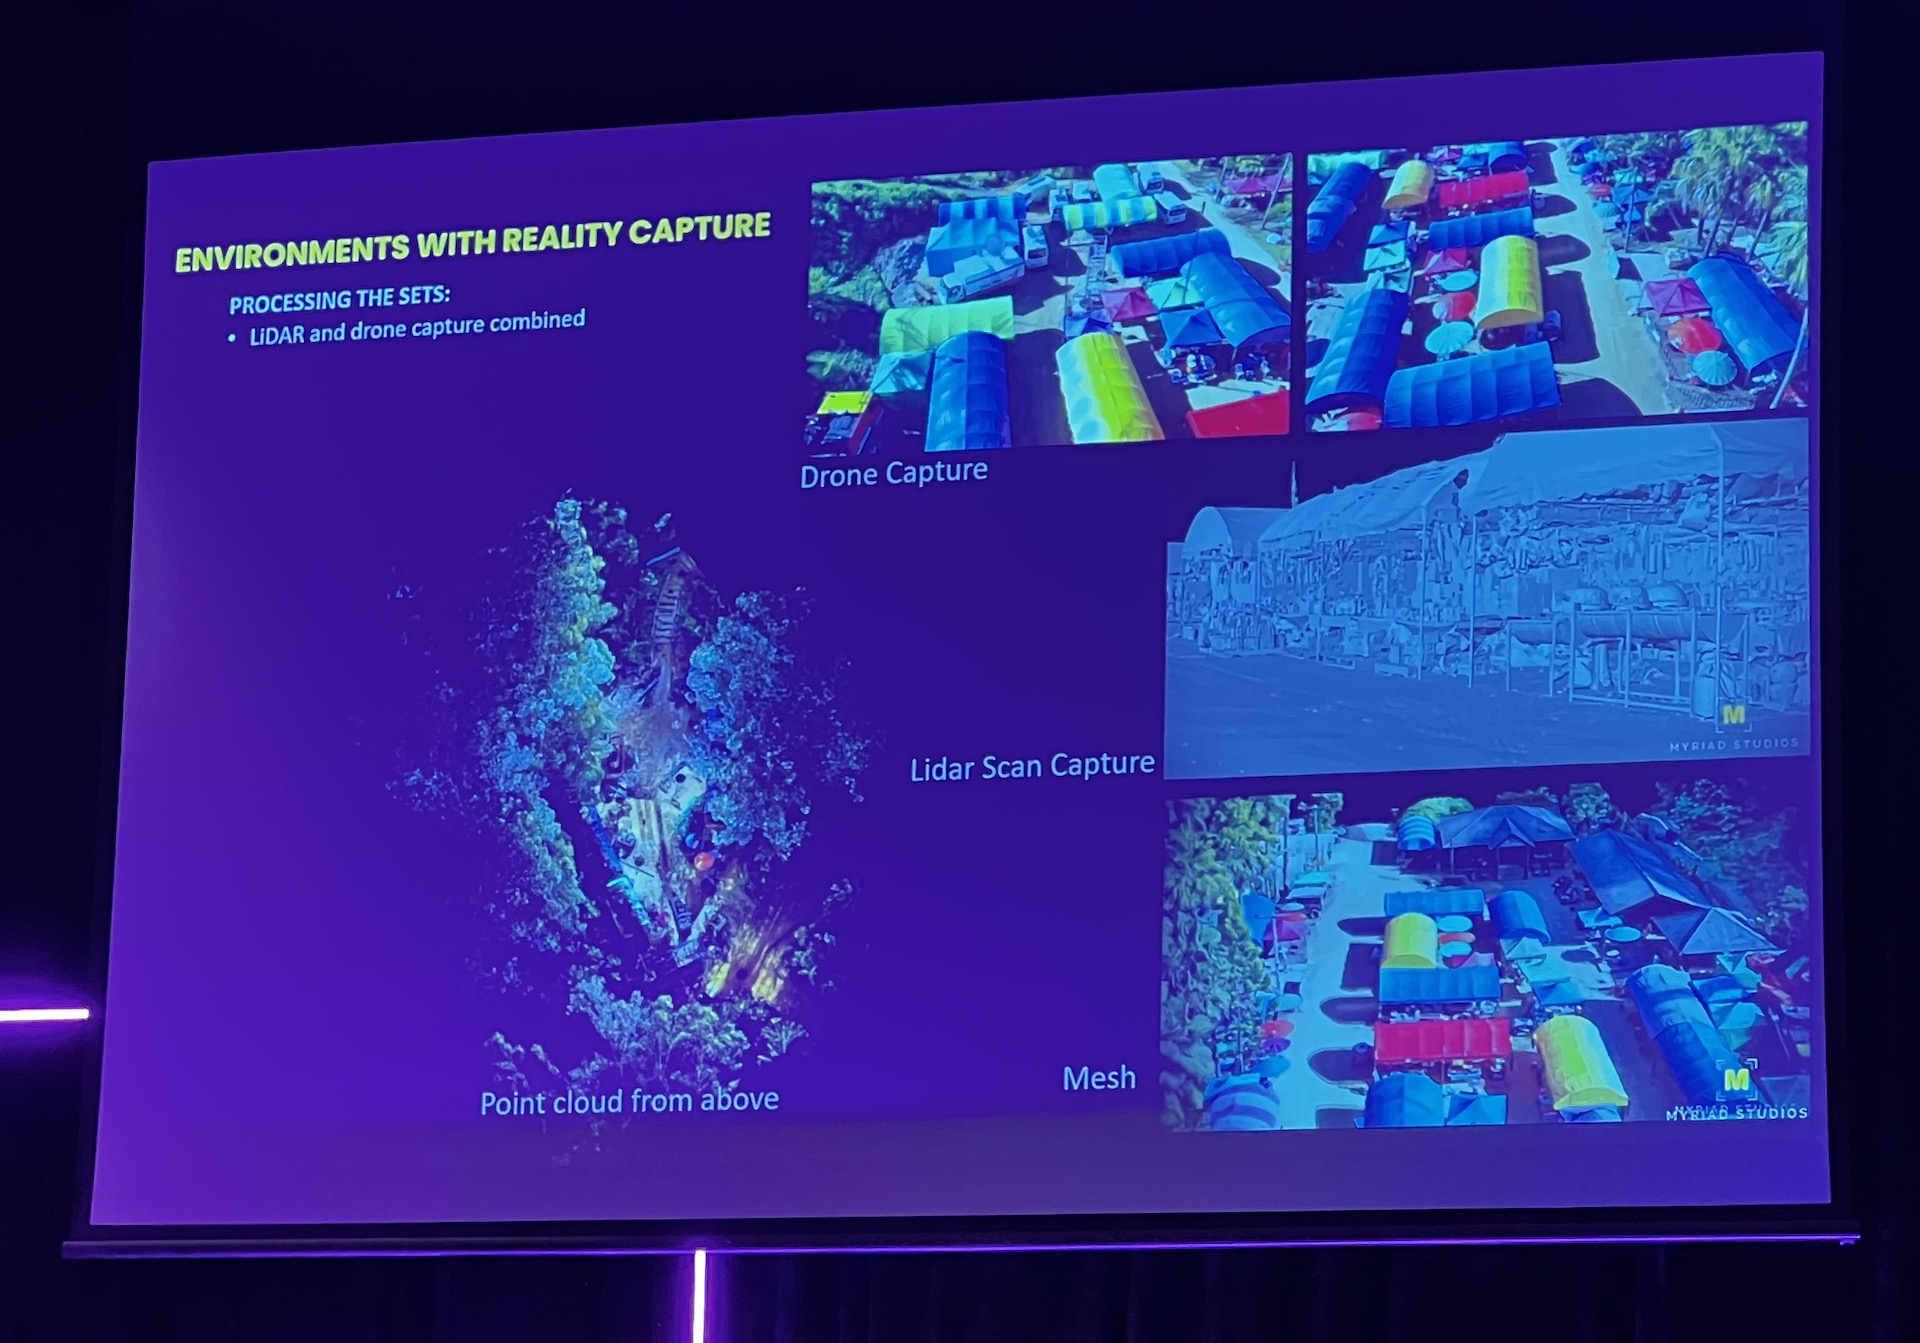 ENVIRONMENTS WITH REALITY CAPTURE
PROCESSING THE SETS:
• LiDAR and drone capture combined
Drone Capture
Lidar Scan Capture
M
MYRIAD STUDIOS
Mesh
M
MYRIAD STUDIOS
Point cloud from above